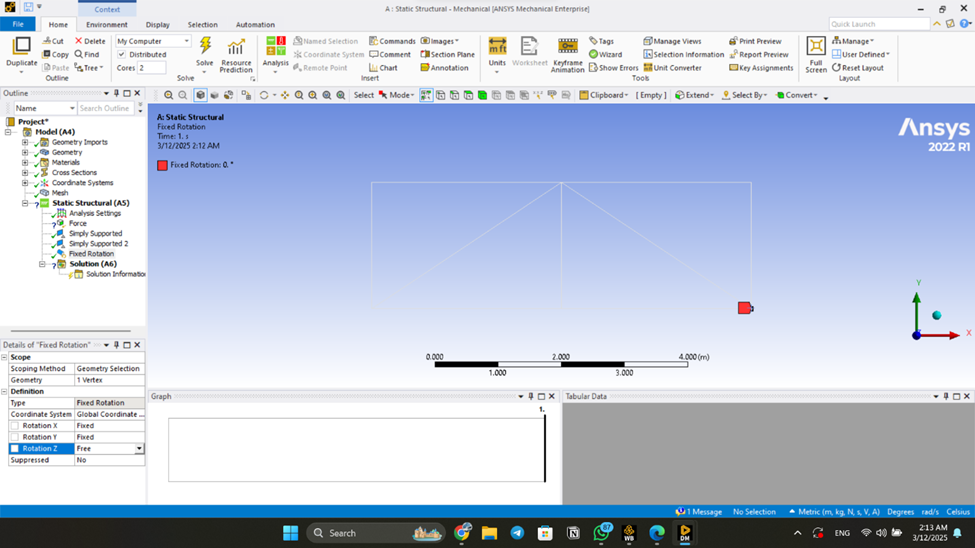 Context
A : Static Structural - Mechanical [ANSYS Mechanical Enterprise]
File Home Environment Display Selection Automation Quick Launch
Duplicate Cut Copy Paste Delete Find Tree Outline
My Computer Distributed Cores 2 Solve Resource Prediction Solve
Analysis Named Selection Coordinate System Remote Point Commands Comment Chart Images Section Plane Annotation Insert
Units Worksheet Keyframe Animation Tags Wizard Show Errors Manage Views Selection Information Unit Converter Print Preview Report Preview Key Assignments Tools
Full Screen Manage User Defined Reset Layout Layout
Select Mode Clipboard [ Empty ] Extend Select By Convert
Outline
Name Search Outline
Project*
Model (A4)
Geometry Imports
Geometry
Materials
Cross Sections
Coordinate Systems
Mesh
Static Structural (A5)
Analysis Settings
Force
Simply Supported
Simply Supported 2
Fixed Rotation
Solution (A6)
Solution Informatio
Details of "Fixed Rotation"
Scope
Scoping Method Geometry Selection
Geometry 1 Vertex
Definition
Type Fixed Rotation
Coordinate System Global Coordinate ...
Rotation X Fixed
Rotation Y Fixed
Rotation Z Free
Suppressed No
A: Static Structural
Fixed Rotation
Time: 1. s
3/12/2025 2:12 AM
Fixed Rotation: 0. °
Ansys
2022 R1
Y
X
0.000 2.000 4.000 (m)
1.000 3.000
Graph
1.
Tabular Data
1 Message No Selection Metric (m, kg, N, s, V, A) Degrees rad/s Celsius
Search
87
WB
DM
ENG
2:13 AM
3/12/2025